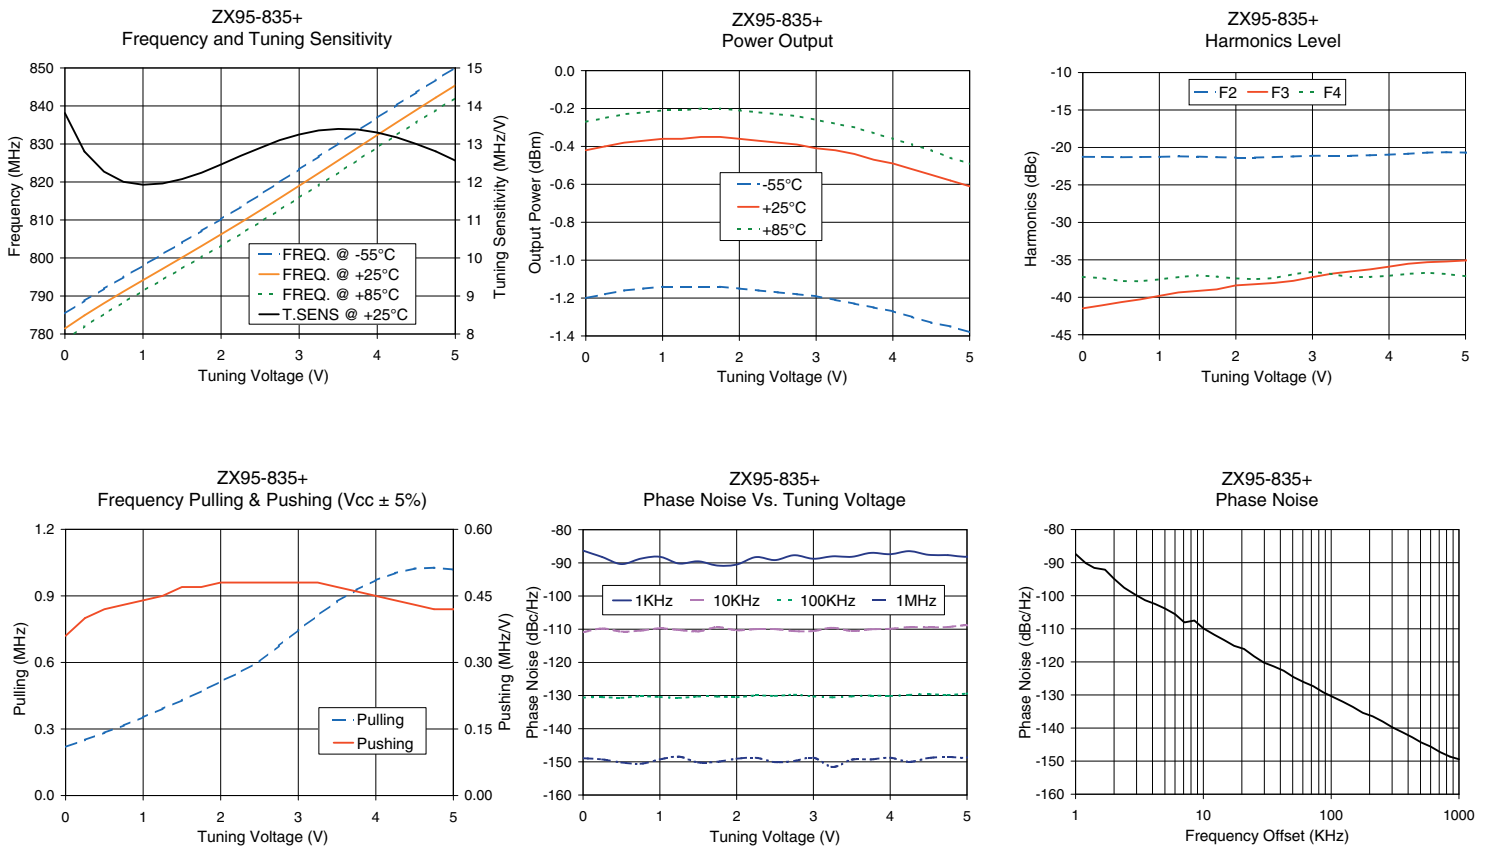 ZX95-835+
Frequency and Tuning Sensitivity
850
840
830
820
810
800
790
780
15
14
13
12
11
10
9
8
Frequency (MHz)
Tuning Sensitivity (MHz/V)
FREQ. @ -55°C
FREQ. @ +25°C
FREQ. @ +85°C
T.SENS @ +25°C
0 1 2 3 4 5
Tuning Voltage (V)
ZX95-835+
Power Output
0.0
-0.2
-0.4
-0.6
-0.8
-1.0
-1.2
-1.4
Output Power (dBm)
-55°C
+25°C
+85°C
0 1 2 3 4 5
Tuning Voltage (V)
ZX95-835+
Harmonics Level
-10
-15
-20
-25
-30
-35
-40
-45
Harmonics (dBc)
F2 F3 F4
0 1 2 3 4 5
Tuning Voltage (V)
ZX95-835+
Frequency Pulling & Pushing (Vcc ± 5%)
1.2
0.9
0.6
0.3
0.0
0.60
0.45
0.30
0.15
0.00
Pulling (MHz)
Pushing (MHz/V)
Pulling
Pushing
0 1 2 3 4 5
Tuning Voltage (V)
ZX95-835+
Phase Noise Vs. Tuning Voltage
-80
-90
-100
-110
-120
-130
-140
-150
-160
Phase Noise (dBc/Hz)
1KHz 10KHz 100KHz 1MHz
0 1 2 3 4 5
Tuning Voltage (V)
ZX95-835+
Phase Noise
-80
-90
-100
-110
-120
-130
-140
-150
-160
Phase Noise (dBc/Hz)
1 10 100 1000
Frequency Offset (KHz)